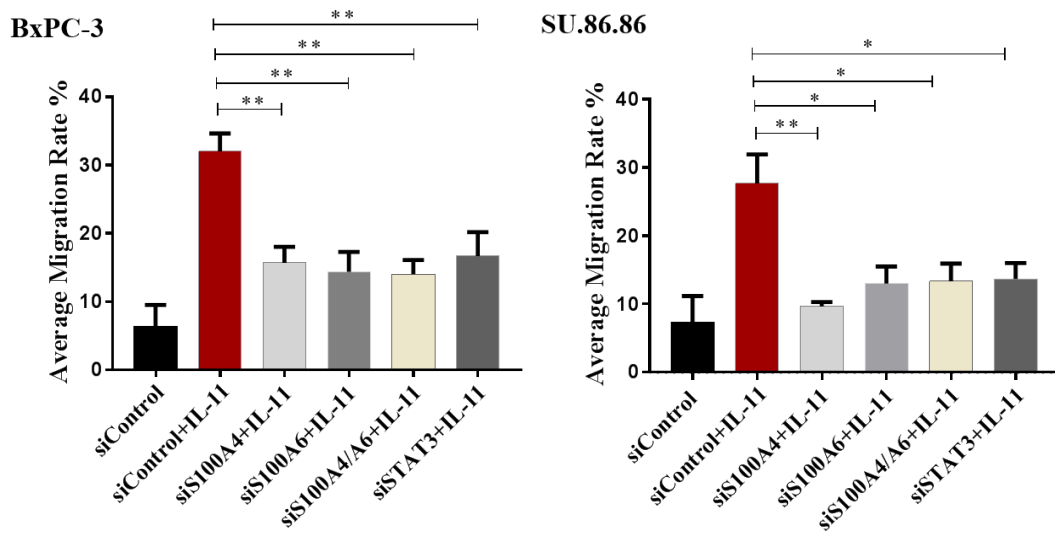 BxPC-3
**
**
**
**
Average Migration Rate %
40
30
20
10
0
siControl
siControl+IL-11
siS100A4+IL-11
siS100A6+IL-11
siS100A4/A6+IL-11
siSTAT3+IL-11
SU.86.86
*
*
*
**
Average Migration Rate %
40
30
20
10
0
siControl
siControl+IL-11
siS100A4+IL-11
siS100A6+IL-11
siS100A4/A6+IL-11
siSTAT3+IL-11